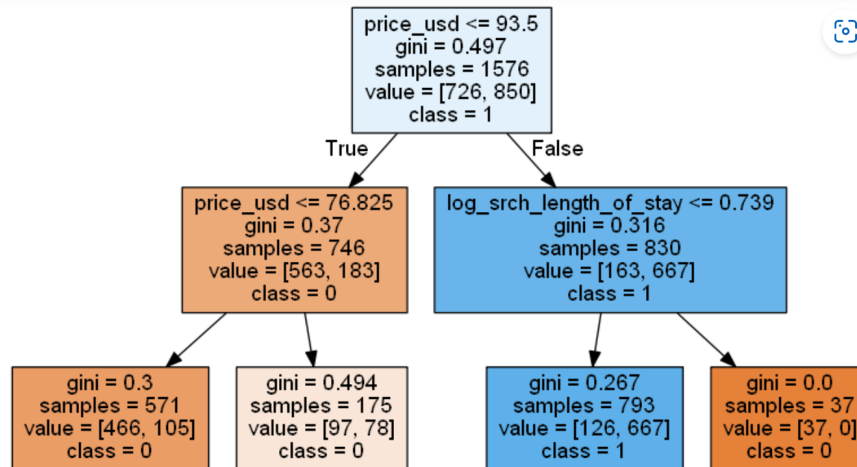 price_usd <= 93.5
gini = 0.497
samples = 1576
value = [726, 850]
class = 1
True
False
price_usd <= 76.825
gini = 0.37
samples = 746
value = [563, 183]
class = 0
log_srch_length_of_stay <= 0.739
gini = 0.316
samples = 830
value = [163, 667]
class = 1
gini = 0.3
samples = 571
value = [466, 105]
class = 0
gini = 0.494
samples = 175
value = [97, 78]
class = 0
gini = 0.267
samples = 793
value = [126, 667]
class = 1
gini = 0.0
samples = 37
value = [37, 0]
class = 0